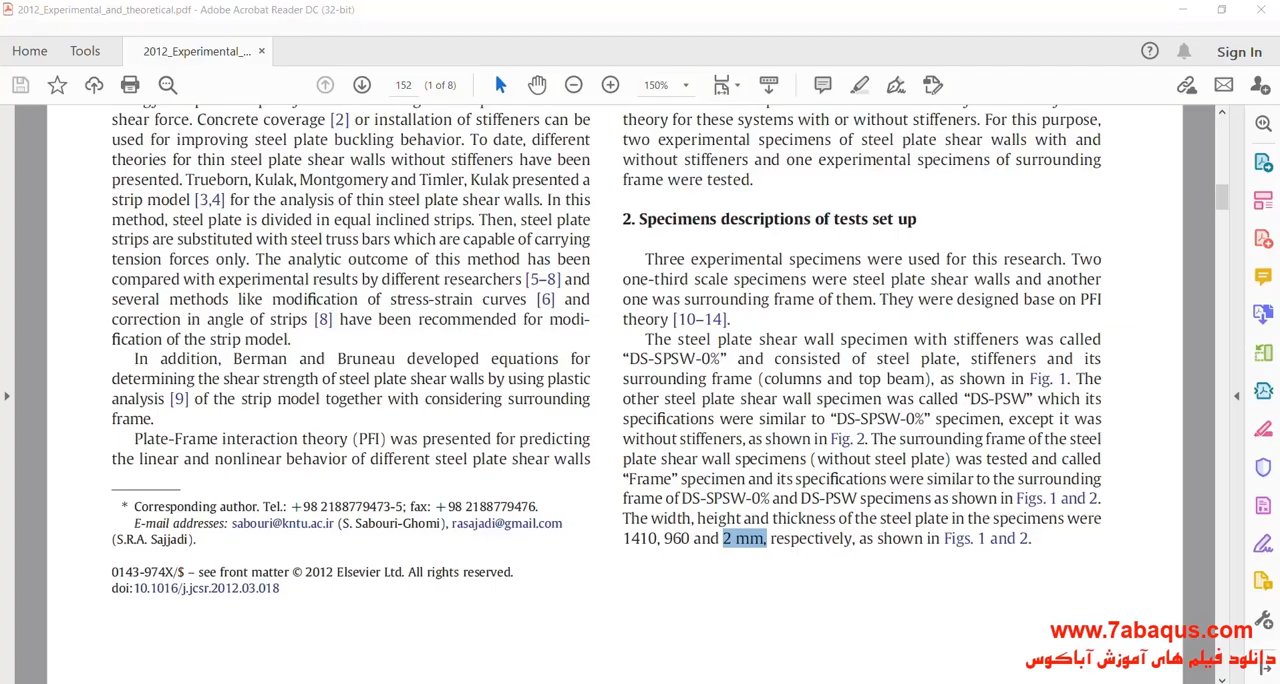 2012_Experimental_and_theoretical.pdf - Adobe Acrobat Reader DC (32-bit)
Home Tools 2012_Experimental_... × Sign In
152 (1 of 8) 150%
shear force. Concrete coverage [2] or installation of stiffeners can be
used for improving steel plate buckling behavior. To date, different
theories for thin steel plate shear walls without stiffeners have been
presented. Trueborn, Kulak, Montgomery and Timler, Kulak presented a
strip model [3,4] for the analysis of thin steel plate shear walls. In this
method, steel plate is divided in equal inclined strips. Then, steel plate
strips are substituted with steel truss bars which are capable of carrying
tension forces only. The analytic outcome of this method has been
compared with experimental results by different researchers [5–8] and
several methods like modification of stress-strain curves [6] and
correction in angle of strips [8] have been recommended for modi-
fication of the strip model.
In addition, Berman and Bruneau developed equations for
determining the shear strength of steel plate shear walls by using plastic
analysis [9] of the strip model together with considering surrounding
frame.
Plate-Frame interaction theory (PFI) was presented for predicting
the linear and nonlinear behavior of different steel plate shear walls
* Corresponding author. Tel.: +98 2188779473-5; fax: +98 2188779476.
E-mail addresses: sabouri@kntu.ac.ir (S. Sabouri-Ghomi), rasajadi@gmail.com
(S.R.A. Sajjadi).
0143-974X/$ – see front matter © 2012 Elsevier Ltd. All rights reserved.
doi:10.1016/j.jcsr.2012.03.018
theory for these systems with or without stiffeners. For this purpose,
two experimental specimens of steel plate shear walls with and
without stiffeners and one experimental specimens of surrounding
frame were tested.
2. Specimens descriptions of tests set up
Three experimental specimens were used for this research. Two
one-third scale specimens were steel plate shear walls and another
one was surrounding frame of them. They were designed base on PFI
theory [10–14].
The steel plate shear wall specimen with stiffeners was called
“DS-SPSW-0%” and consisted of steel plate, stiffeners and its
surrounding frame (columns and top beam), as shown in Fig. 1. The
other steel plate shear wall specimen was called “DS-PSW” which its
specifications were similar to “DS-SPSW-0%” specimen, except it was
without stiffeners, as shown in Fig. 2. The surrounding frame of the steel
plate shear wall specimens (without steel plate) was tested and called
“Frame” specimen and its specifications were similar to the surrounding
frame of DS-SPSW-0% and DS-PSW specimens as shown in Figs. 1 and 2.
The width, height and thickness of the steel plate in the specimens were
1410, 960 and 2 mm, respectively, as shown in Figs. 1 and 2.
www.7abaqus.com
دانلود فیلم های آموزش آباکوس